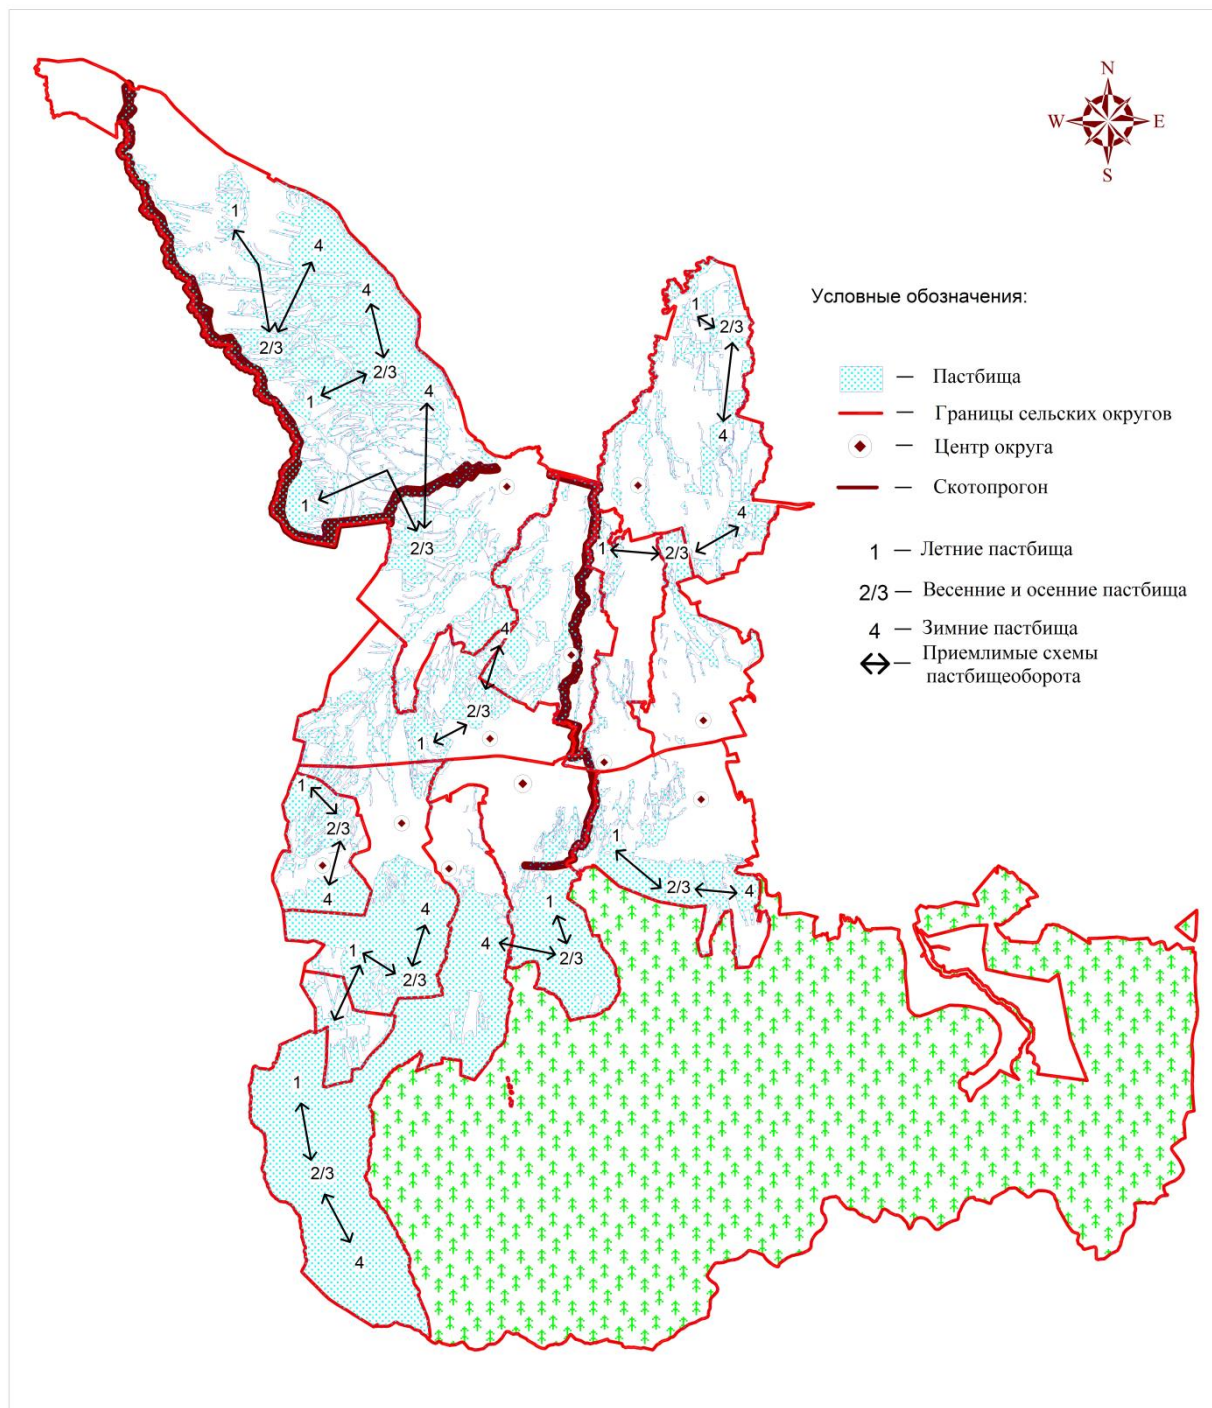 N
W E
S
1
4
4
2/3
2/3
1
4
1
2/3
1
2/3
4
4
1
2/3
4
2/3
1
1
2/3
4
1
2/3
4
1
4
1
2/3
4
1
2/3
4
1
2/3
4
Условные обозначения:
— Пастбища
— Границы сельских округов
— Центр округа
— Скотопрогон
1 — Летние пастбища
2/3 — Весенние и осенние пастбища
4 — Зимние пастбища
— Приемлимые схемы
пастбищеоборота